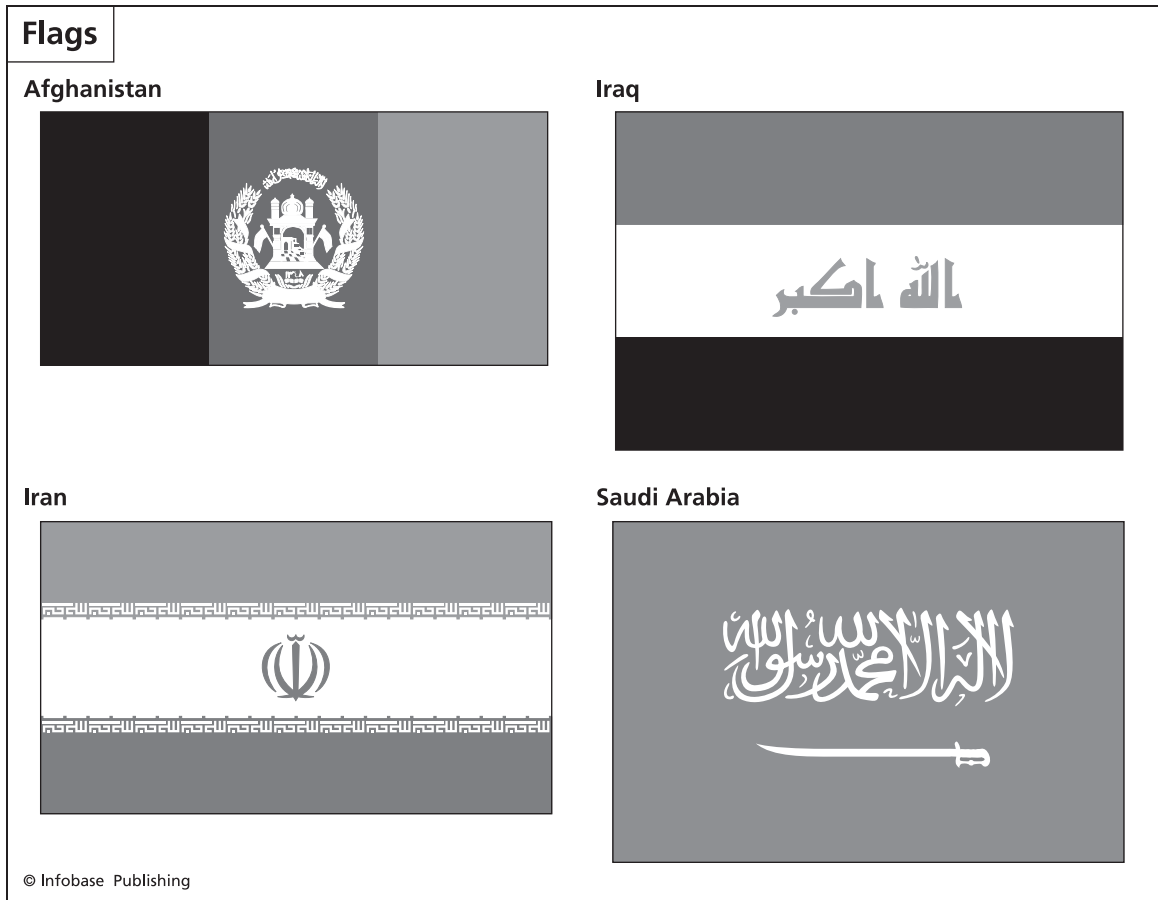 Flags
Afghanistan
Iraq
الله اكبر
Iran
Saudi Arabia
لا إله إلا الله محمد رسول الله
© Infobase Publishing